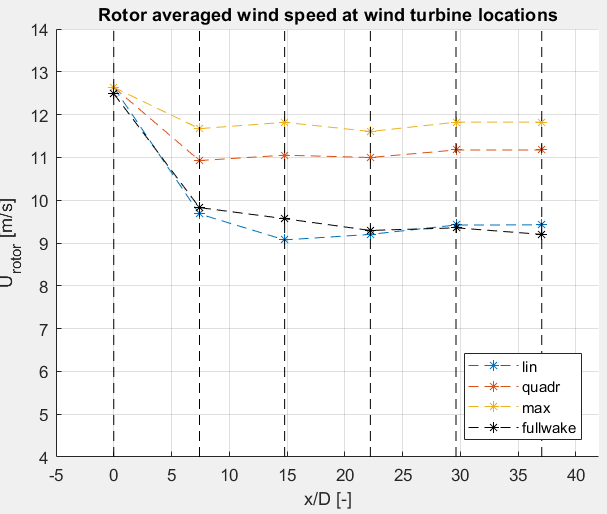 Rotor averaged wind speed at wind turbine locations
14
13
12
11
10
9
8
7
6
5
4
U_rotor [m/s]
-5 0 5 10 15 20 25 30 35 40
x/D [-]
lin
quadr
max
fullwake